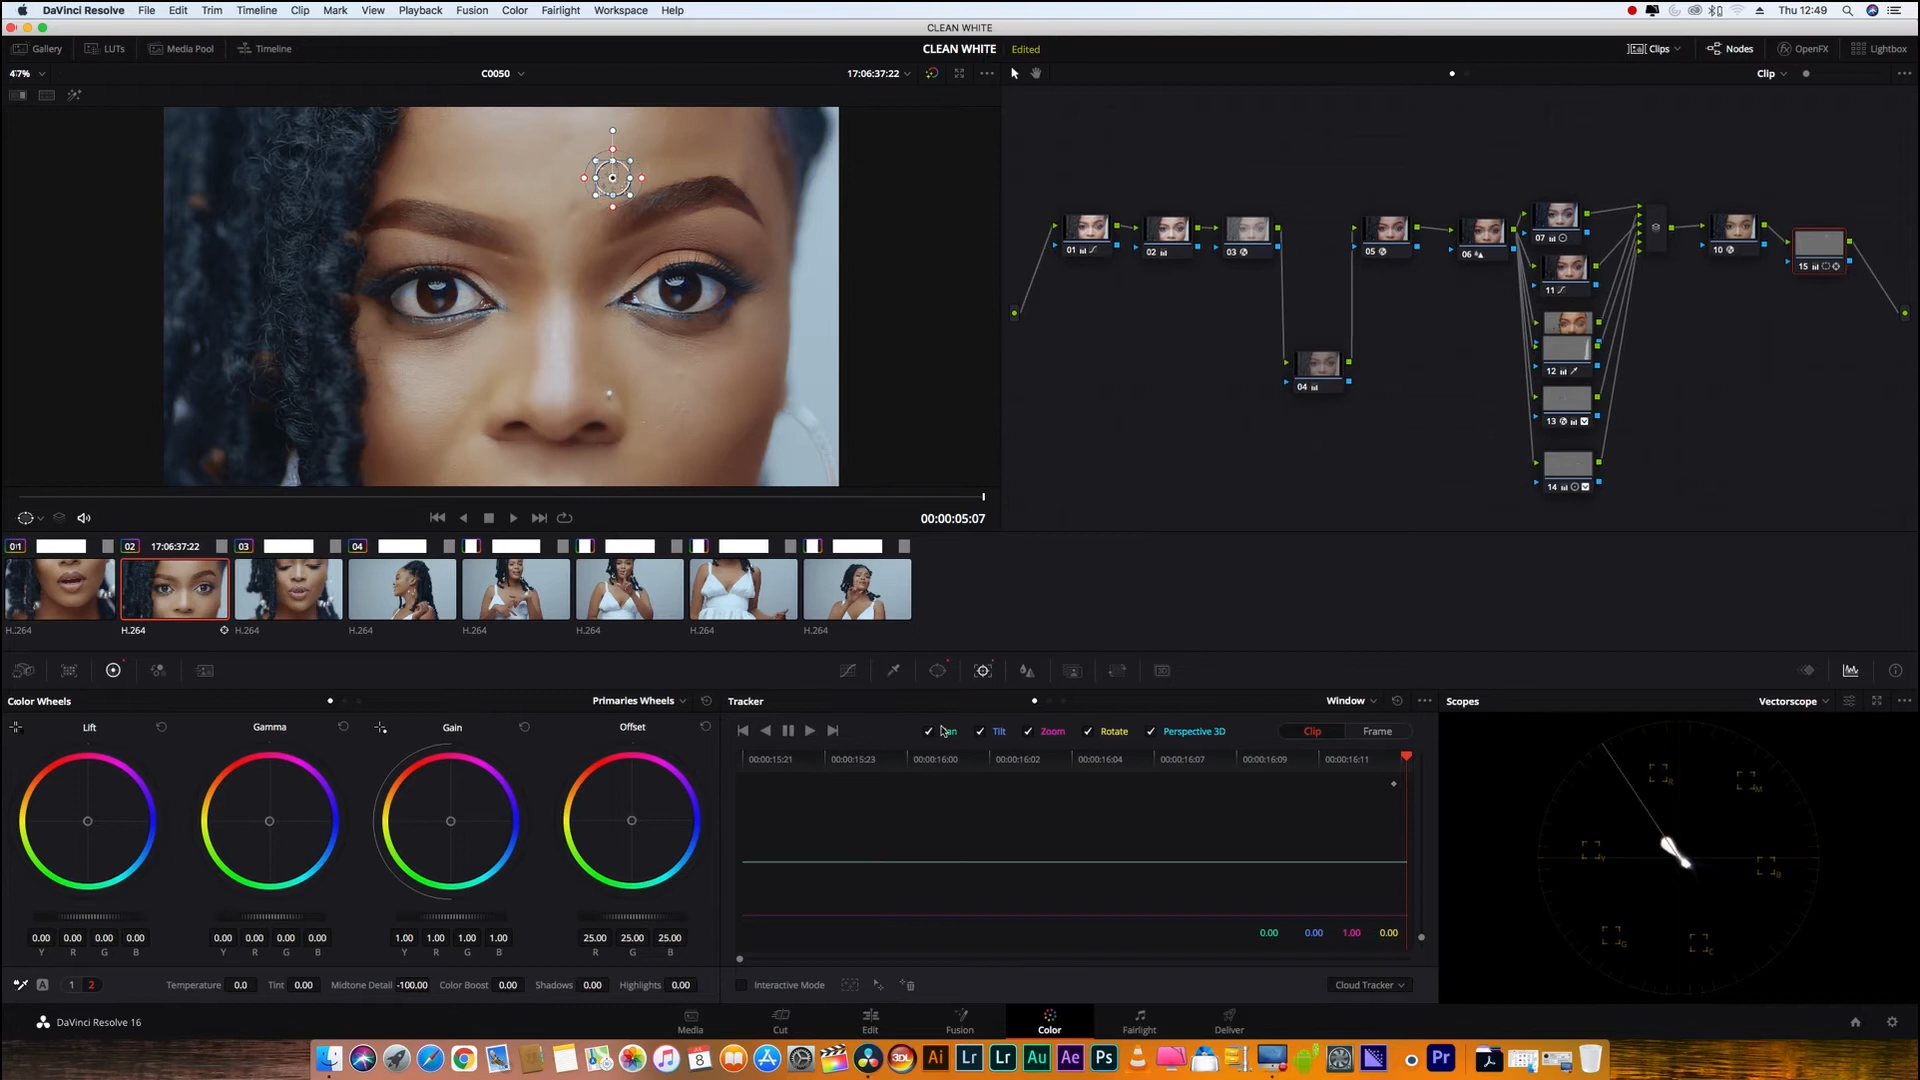 DaVinci Resolve File Edit Trim Timeline Clip Mark View Playback Fusion Color Fairlight Workspace Help Thu 12:49
CLEAN WHITE
Gallery LUTs Media Pool Timeline CLEAN WHITE Edited Clips Nodes OpenFX Lightbox
47% C0050 17:06:37:22 Clip
01 02 03 05 06 07 10 15
11
04 12
13
14
00:00:05:07
01 02 17:06:37:22 03 04
H.264 H.264 H.264 H.264 H.264 H.264 H.264 H.264
Color Wheels Primaries Wheels Tracker Window Scopes Vectorscope
Lift Gamma Gain Offset Tilt Zoom Rotate Perspective 3D Clip Frame
00:00:15:21 00:00:15:23 00:00:16:00 00:00:16:02 00:00:16:04 00:00:16:07 00:00:16:09 00:00:16:11
R M
Y B
G C
0.00 0.00 1.00 0.00
0.00 0.00 0.00 0.00 0.00 0.00 0.00 0.00 1.00 1.00 1.00 1.00 25.00 25.00 25.00
Y R G B Y R G B Y R G B R G B
A 1 2 Temperature 0.0 Tint 0.00 Midtone Detail -100.00 Color Boost 0.00 Shadows 0.00 Highlights 0.00 Interactive Mode Cloud Tracker
DaVinci Resolve 16 Media Cut Edit Fusion Color Fairlight Deliver
8 3DL Ai Lr Lr Au Ae Ps Pr